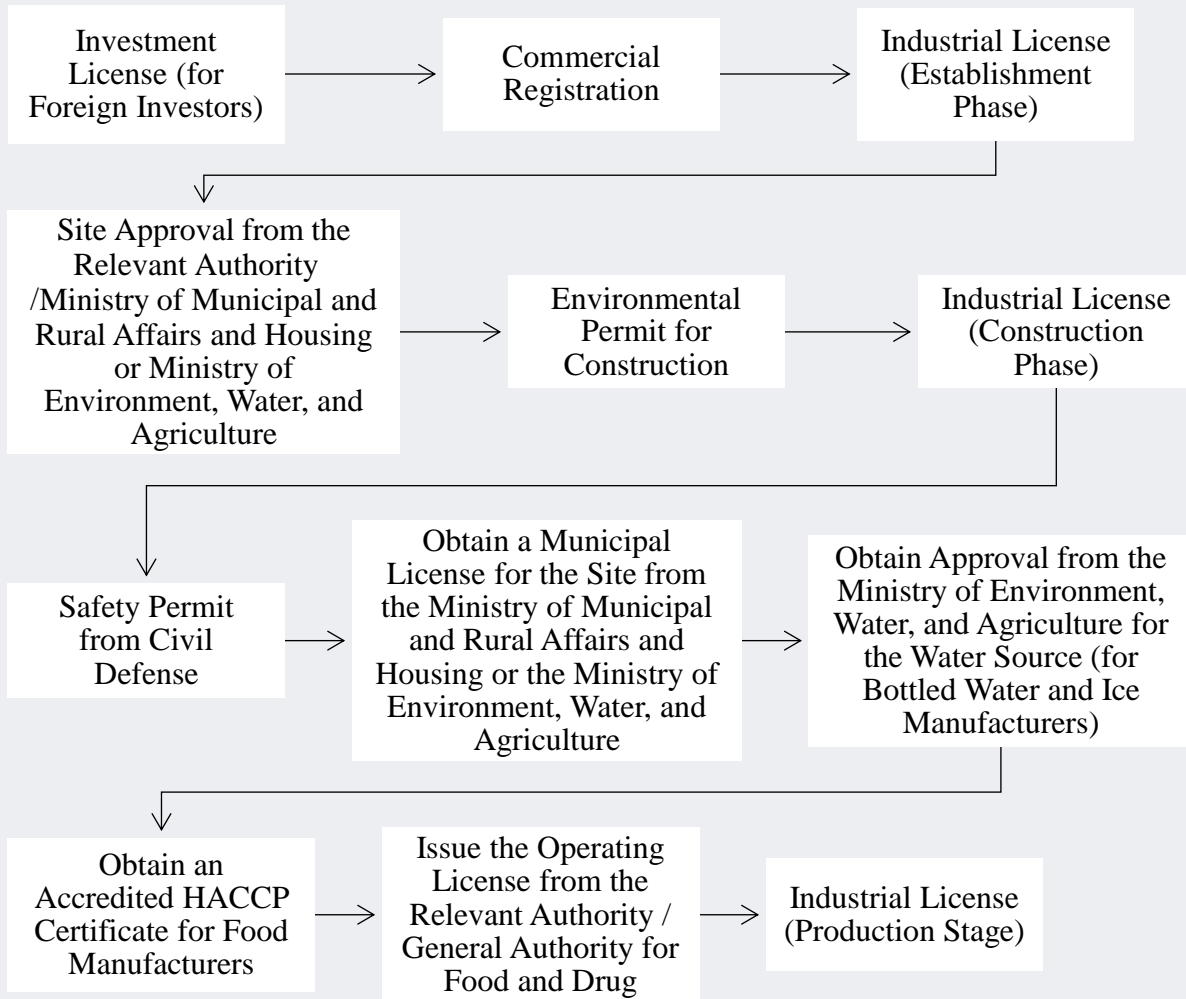 Investment
License (for
Foreign Investors)
Commercial
Registration
Industrial License
(Establishment
Phase)
Site Approval from the
Relevant Authority
/Ministry of Municipal and
Rural Affairs and Housing
or Ministry of
Environment, Water, and
Agriculture
Environmental
Permit for
Construction
Industrial License
(Construction
Phase)
Safety Permit
from Civil
Defense
Obtain a Municipal
License for the Site from
the Ministry of Municipal
and Rural Affairs and
Housing or the Ministry of
Environment, Water, and
Agriculture
Obtain Approval from the
Ministry of Environment,
Water, and Agriculture for
the Water Source (for
Bottled Water and Ice
Manufacturers)
Obtain an
Accredited HACCP
Certificate for Food
Manufacturers
Issue the Operating
License from the
Relevant Authority /
General Authority for
Food and Drug
Industrial License
(Production Stage)